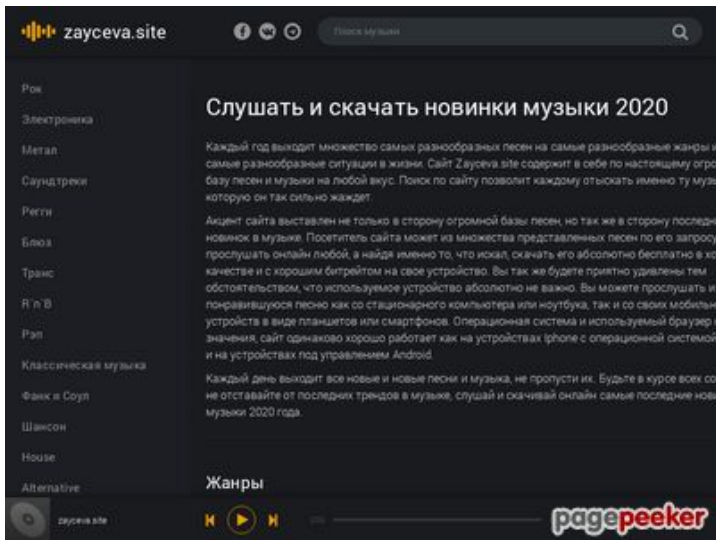 zayceva.site
Поиск музыки
Рок
Электроника
Метал
Саундтреки
Регги
Блюз
Транс
R`n`B
Рэп
Классическая музыка
Фанк и Соул
Шансон
House
Alternative
Слушать и скачать новинки музыки 2020
Каждый год выходит множество самых разнообразных песен на самые разнообразные жанры и
самые разнообразные ситуации в жизни. Сайт Zayceva.site содержит в себе по настоящему огро
базу песен и музыки на любой вкус. Поиск по сайту позволит каждому отыскать именно ту музы
которую он так сильно жаждет.
Акцент сайта выставлен не только в сторону огромной базы песен, но так же в сторону последни
новинок в музыке. Посетитель сайта может из множества представленных песен по его запросу
прослушать онлайн любой, а найдя именно то, что искал, скачать его абсолютно бесплатно в хо
качестве и с хорошим битрейтом на свое устройство. Вы так же будете приятно удивлены тем
обстоятельством, что используемое устройство абсолютно не важно. Вы можете прослушать и
понравившуюся песню как со стационарного компьютера или ноутбука, так и со своих мобильн
устройств в виде планшетов или смартфонов. Операционная система и используемый браузер
значения, сайт одинаково хорошо работает как на устройствах Iphone с операционной системой
и на устройствах под управлением Android.
Каждый день выходит все новые и новые песни и музыка, не пропусти их. Будьте в курсе всех со
не отставайте от последних трендов в музыке, слушай и скачивай онлайн самые последние нови
музыки 2020 года.
Жанры
zayceva.site
pagepeeker